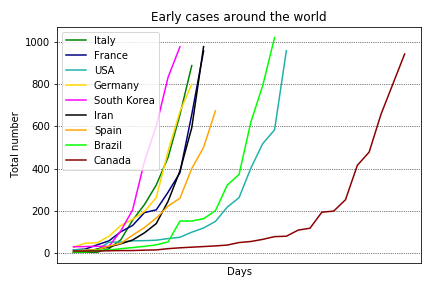 Early cases around the world
Total number
1000
800
600
400
200
0
Italy
France
USA
Germany
South Korea
Iran
Spain
Brazil
Canada
Days